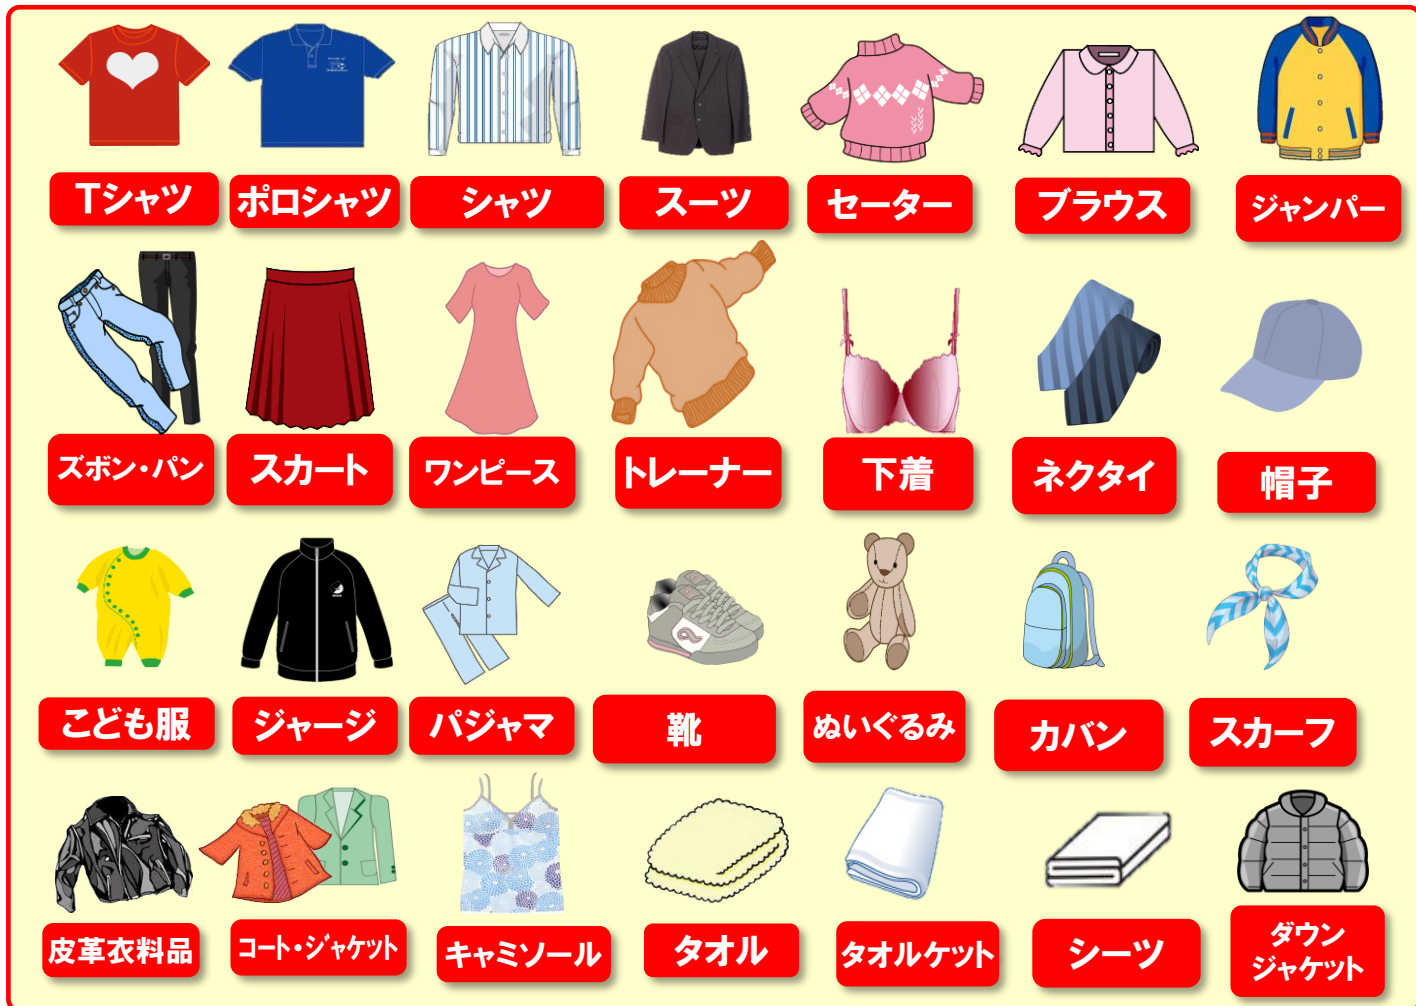 Tシャツ
ポロシャツ
シャツ
スーツ
セーター
ブラウス
ジャンパー
ズボン・パン
スカート
ワンピース
トレーナー
下着
ネクタイ
帽子
こども服
ジャージ
パジャマ
靴
ぬいぐるみ
カバン
スカーフ
皮革衣料品
コート・ジャケット
キャミソール
タオル
タオルケット
シーツ
ダウン
ジャケット